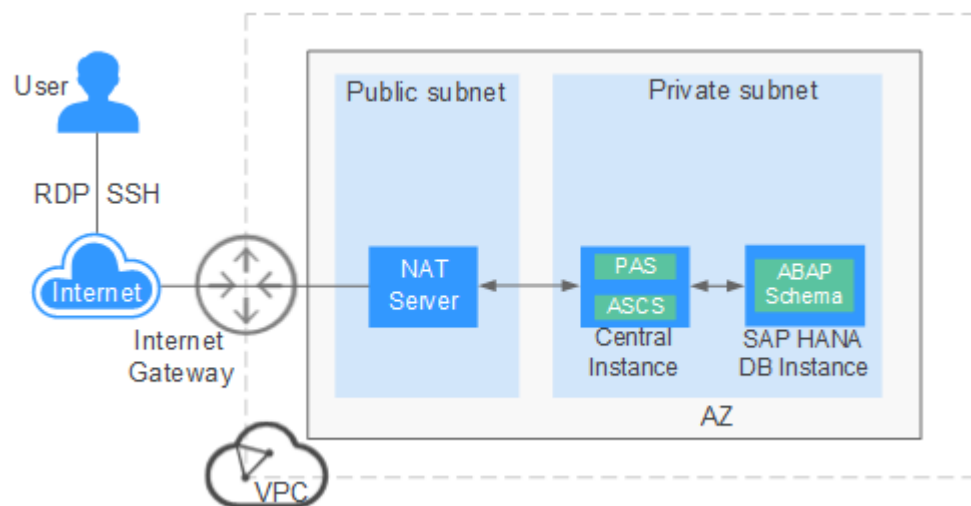 User
RDP
SSH
Internet
Internet
Gateway
VPC
Public subnet
NAT
Server
Private subnet
PAS
ASCS
Central
Instance
ABAP
Schema
SAP HANA
DB Instance
AZ